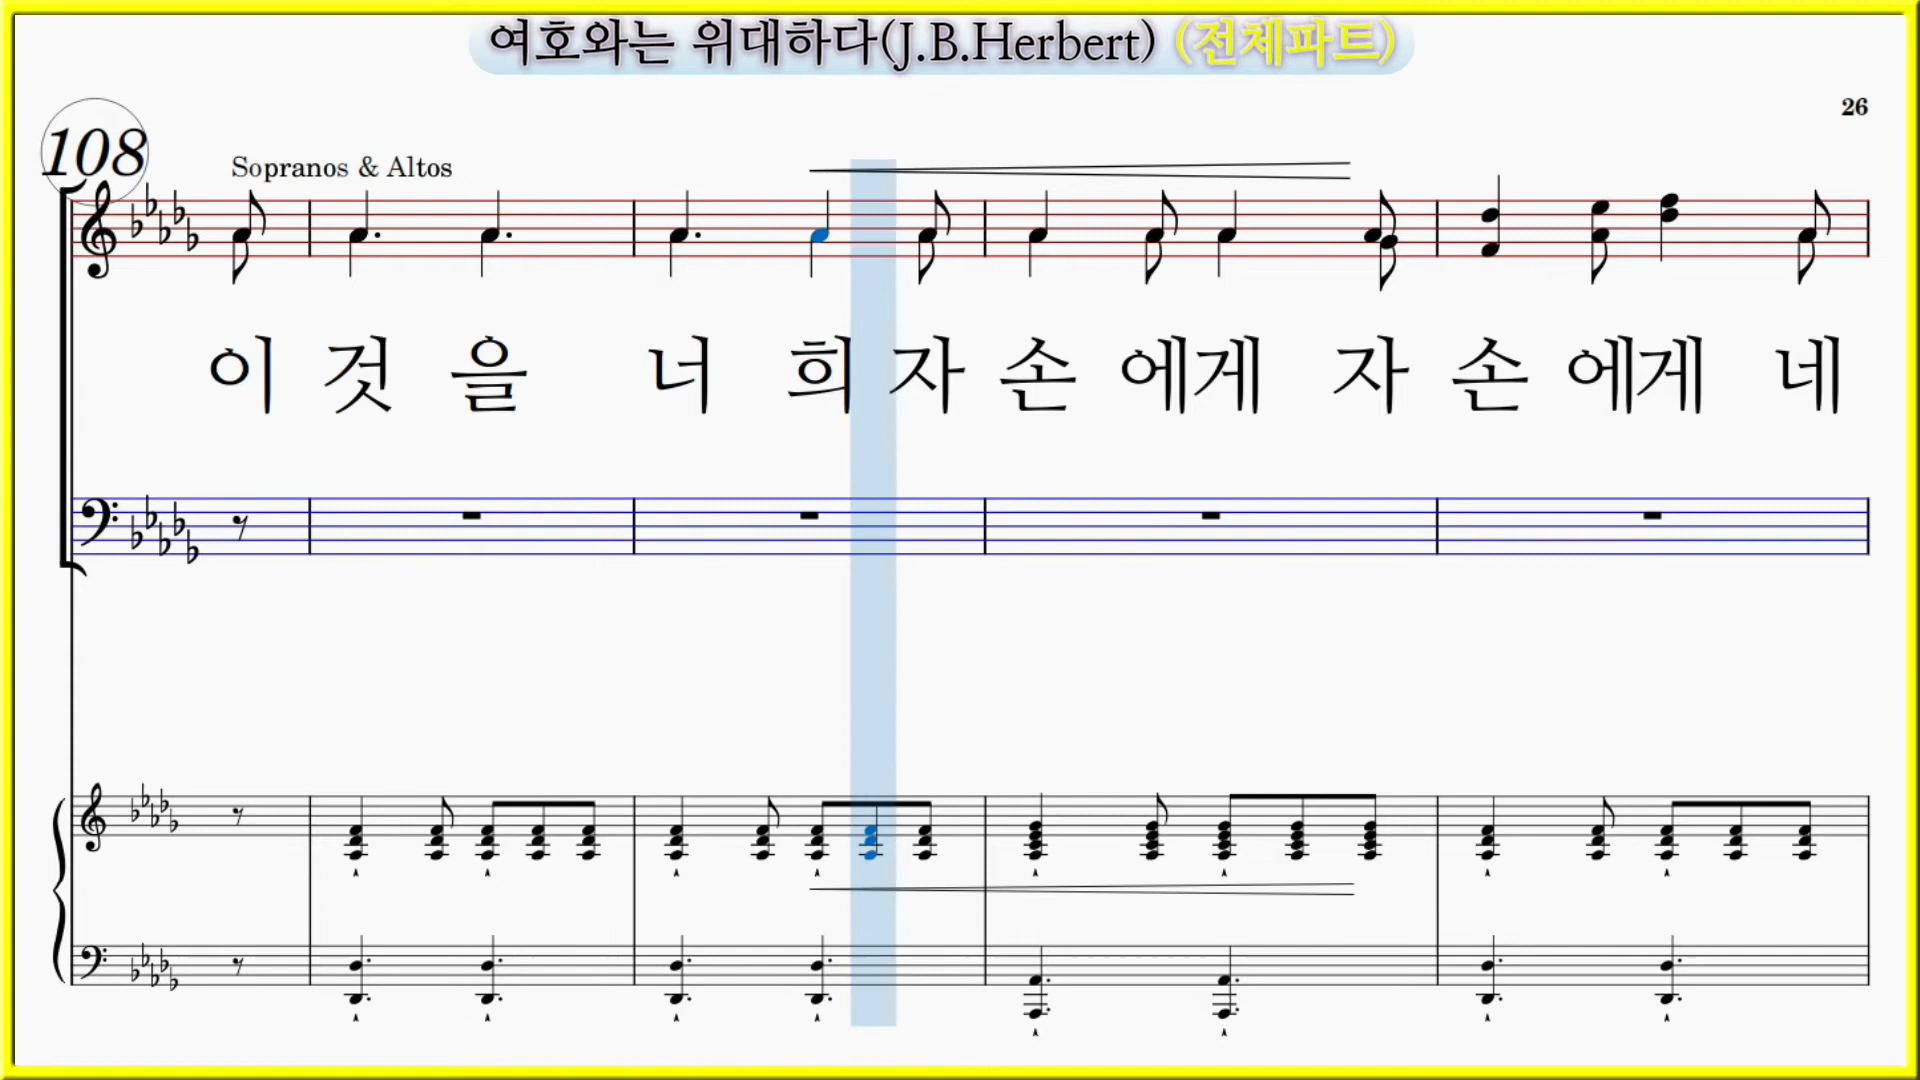 여호와는 위대하다(J.B.Herbert) (전체파트)
26
108
Sopranos & Altos
이 것 을 너 희 자 손 에게 자 손 에게 네